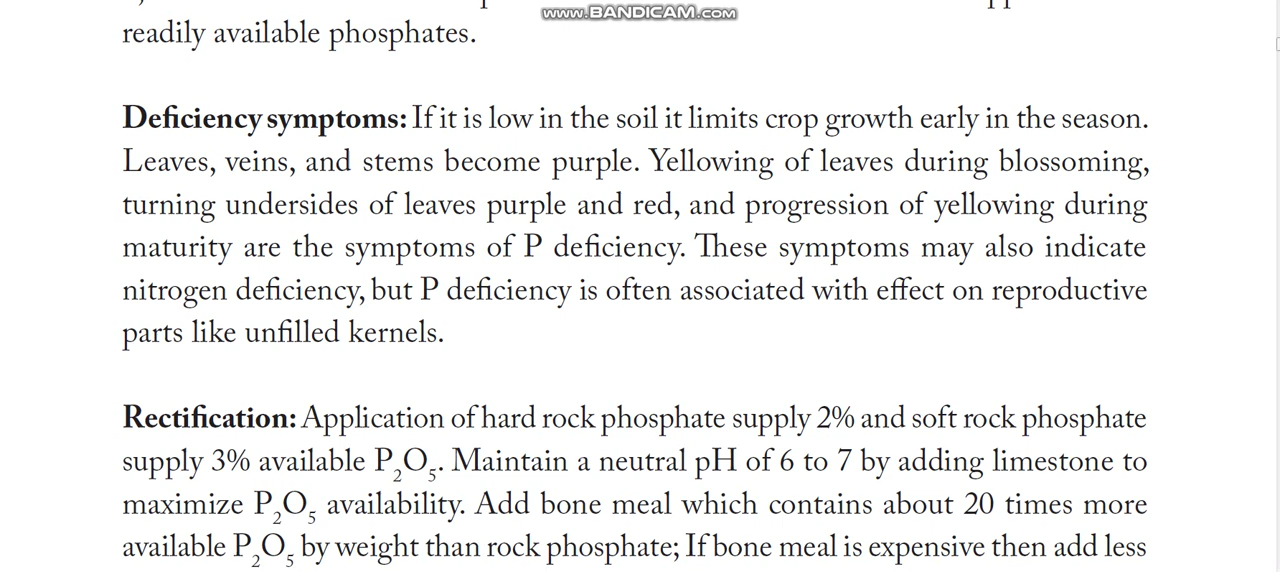 www.BANDICAM.com
readily available phosphates.
Deficiency symptoms: If it is low in the soil it limits crop growth early in the season.
Leaves, veins, and stems become purple. Yellowing of leaves during blossoming,
turning undersides of leaves purple and red, and progression of yellowing during
maturity are the symptoms of P deficiency. These symptoms may also indicate
nitrogen deficiency, but P deficiency is often associated with effect on reproductive
parts like unfilled kernels.
Rectification: Application of hard rock phosphate supply 2% and soft rock phosphate
supply 3% available P₂O₅. Maintain a neutral pH of 6 to 7 by adding limestone to
maximize P₂O₅ availability. Add bone meal which contains about 20 times more
available P₂O₅ by weight than rock phosphate; If bone meal is expensive then add less